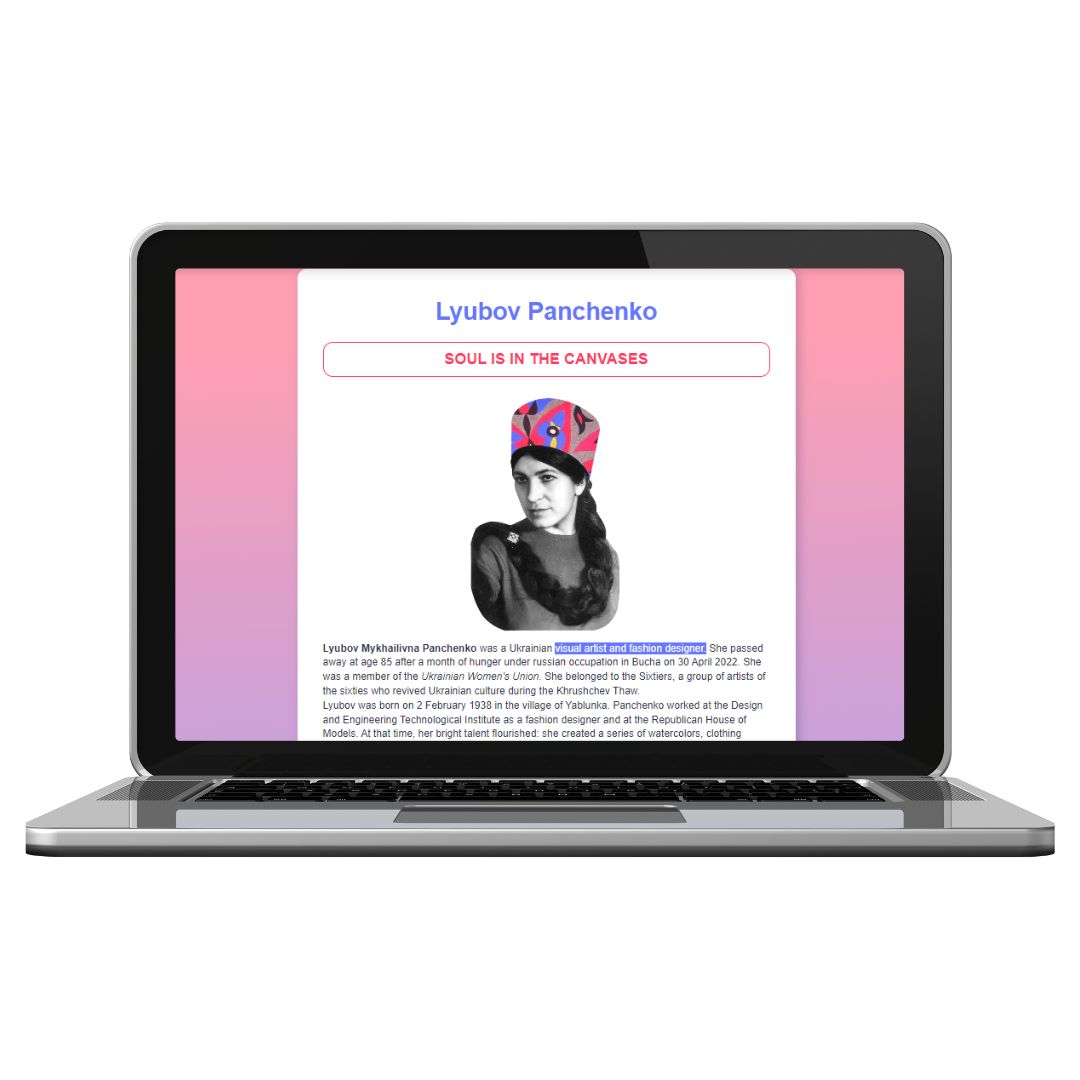 Lyubov Panchenko
SOUL IS IN THE CANVASES
Lyubov Mykhailivna Panchenko was a Ukrainian visual artist and fashion designer. She passed
away at age 85 after a month of hunger under russian occupation in Bucha on 30 April 2022. She
was a member of the Ukrainian Women's Union. She belonged to the Sixtiers, a group of artists of
the sixties who revived Ukrainian culture during the Khrushchev Thaw.
Lyubov was born on 2 February 1938 in the village of Yablunka. Panchenko worked at the Design
and Engineering Technological Institute as a fashion designer and at the Republican House of
Models. At that time, her bright talent flourished: she created a series of watercolors, clothing